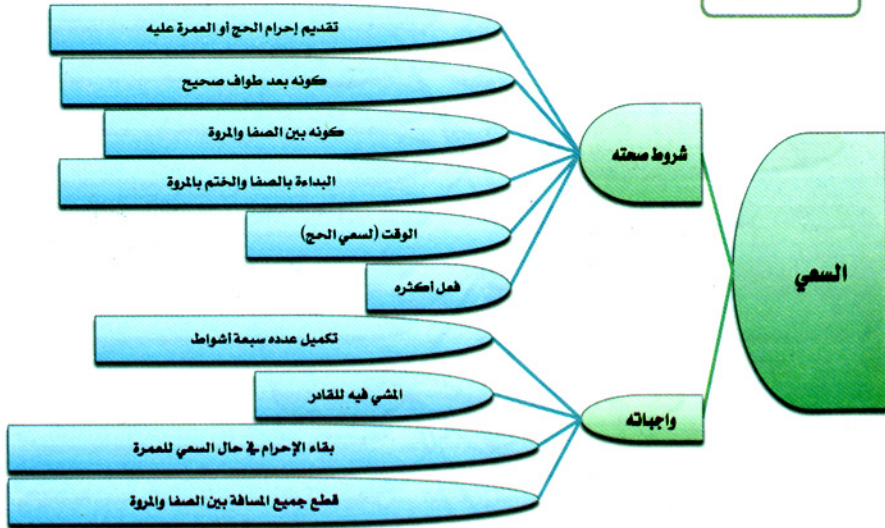 السعي
شروط صحته
تقديم إحرام الحج أو العمرة عليه
كونه بعد طواف صحيح
كونه بين الصفا والمروة
البداءة بالصفا والختم بالمروة
الوقت (لسعي الحج)
فعل أكثره
واجباته
تكميل عدده سبعة أشواط
المشي فيه للقادر
بقاء الإحرام في حال السعي للعمرة
قطع جميع المسافة بين الصفا والمروة